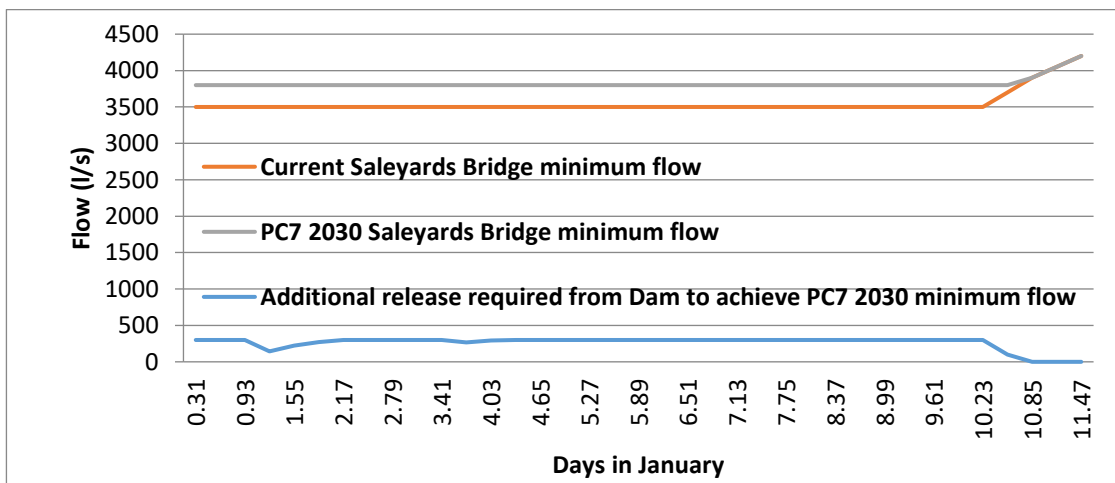 4500
4000
3500
3000
2500
2000
1500
1000
500
0
Flow (l/s)
Current Saleyards Bridge minimum flow
PC7 2030 Saleyards Bridge minimum flow
Additional release required from Dam to achieve PC7 2030 minimum flow
0.31 0.93 1.55 2.17 2.79 3.41 4.03 4.65 5.27 5.89 6.51 7.13 7.75 8.37 8.99 9.61 10.23 10.85 11.47
Days in January